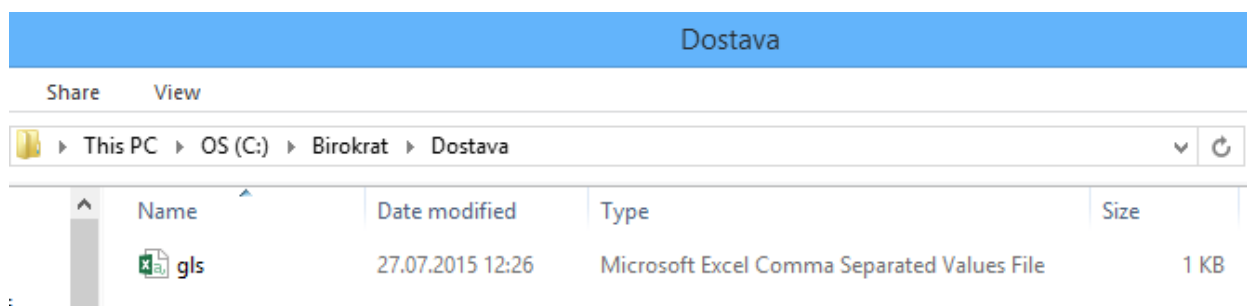 Dostava
Share View
This PC OS (C:) Birokrat Dostava
Name Date modified Type Size
gls 27.07.2015 12:26 Microsoft Excel Comma Separated Values File 1 KB